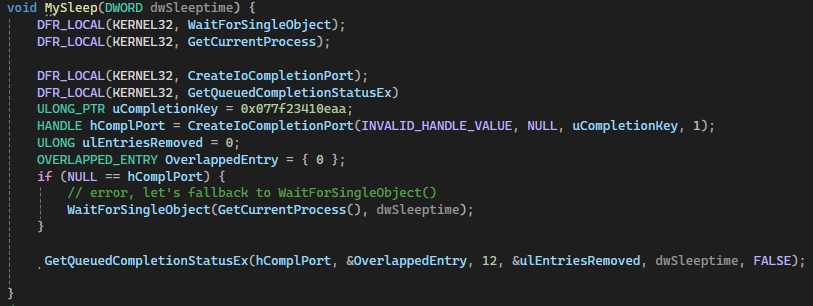 void MySleep(DWORD dwSleeptime) {
DFR_LOCAL(KERNEL32, WaitForSingleObject);
DFR_LOCAL(KERNEL32, GetCurrentProcess);
DFR_LOCAL(KERNEL32, CreateIoCompletionPort);
DFR_LOCAL(KERNEL32, GetQueuedCompletionStatusEx)
ULONG_PTR uCompletionKey = 0x077f23410eaa;
HANDLE hComplPort = CreateIoCompletionPort(INVALID_HANDLE_VALUE, NULL, uCompletionKey, 1);
ULONG ulEntriesRemoved = 0;
OVERLAPPED_ENTRY OverlappedEntry = { 0 };
if (NULL == hComplPort) {
// error, let's fallback to WaitForSingleObject()
WaitForSingleObject(GetCurrentProcess(), dwSleeptime);
}
GetQueuedCompletionStatusEx(hComplPort, &OverlappedEntry, 12, &ulEntriesRemoved, dwSleeptime, FALSE);
}